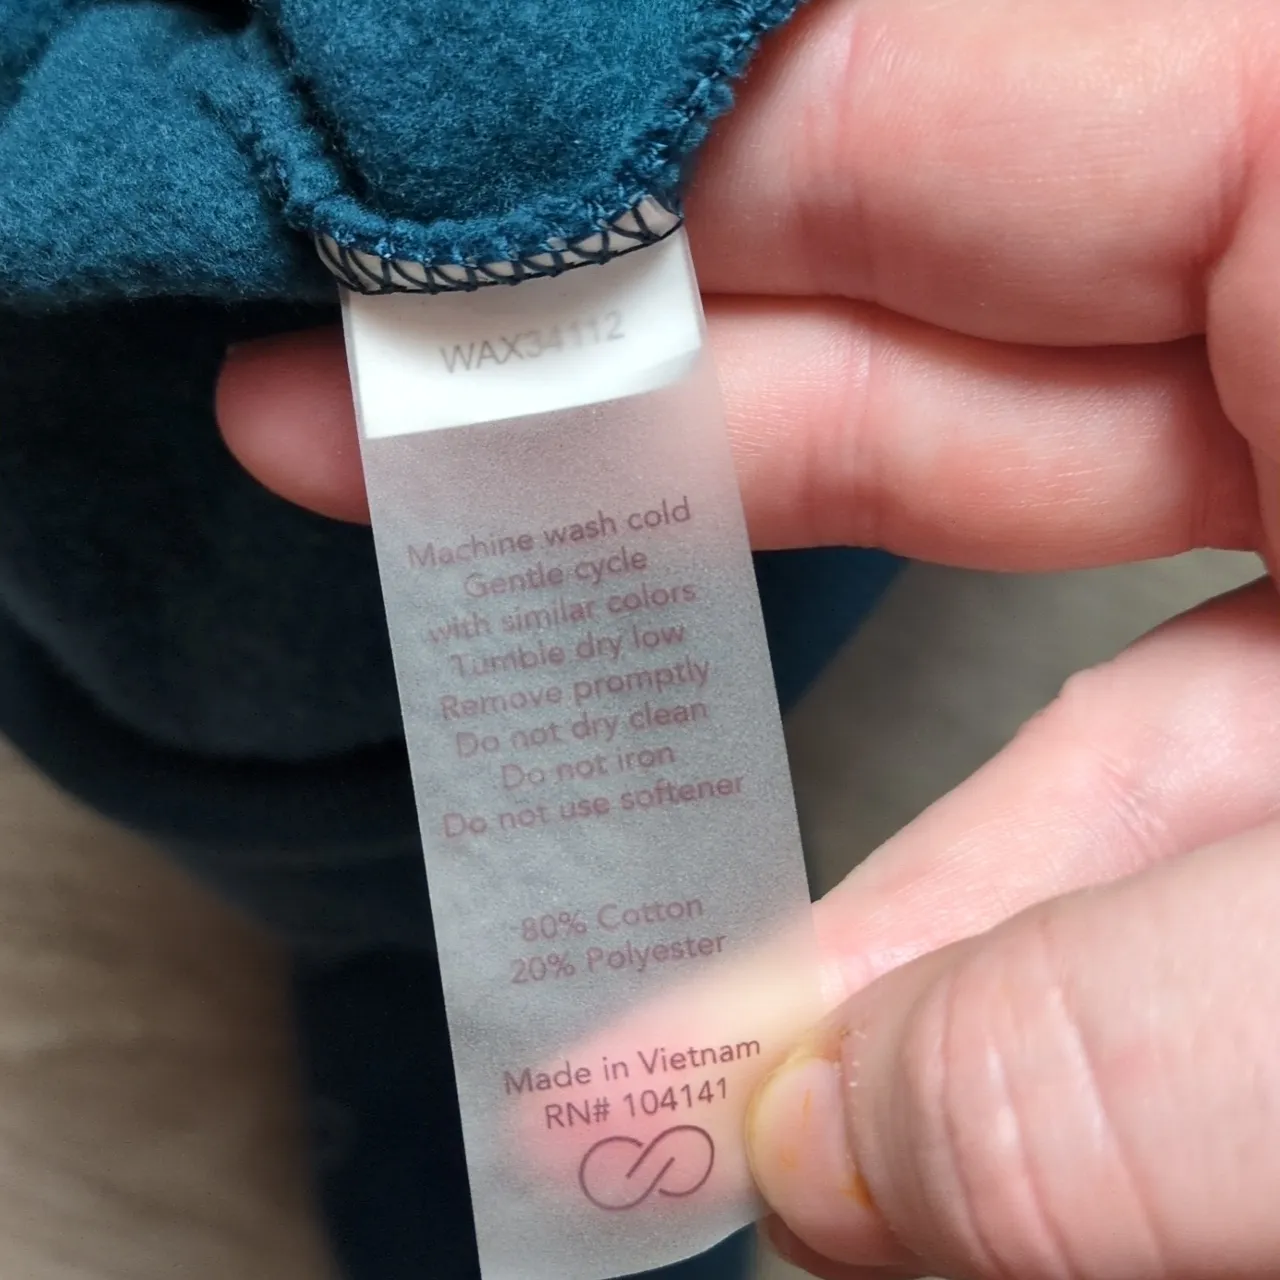 WAX34112
Machine wash cold
Gentle cycle
with similar colors
Tumble dry low
Remove promptly
Do not dry clean
Do not iron
Do not use softener
80% Cotton
20% Polyester
Made in Vietnam
RN# 104141